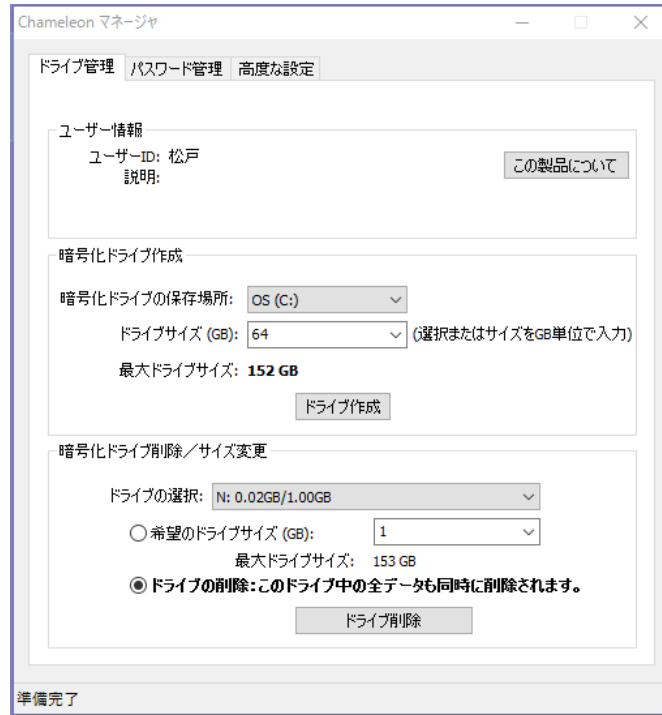 Chameleon マネージャ
ドライブ管理 パスワード管理 高度な設定
ユーザー情報
ユーザーID: 松戸
説明:
この製品について
暗号化ドライブ作成
暗号化ドライブの保存場所: OS (C:)
ドライブサイズ (GB): 64 (選択またはサイズをGB単位で入力)
最大ドライブサイズ: 152 GB
ドライブ作成
暗号化ドライブ削除／サイズ変更
ドライブの選択: N: 0.02GB/1.00GB
希望のドライブサイズ (GB): 1
最大ドライブサイズ: 153 GB
ドライブの削除：このドライブ中の全データも同時に削除されます。
ドライブ削除
準備完了